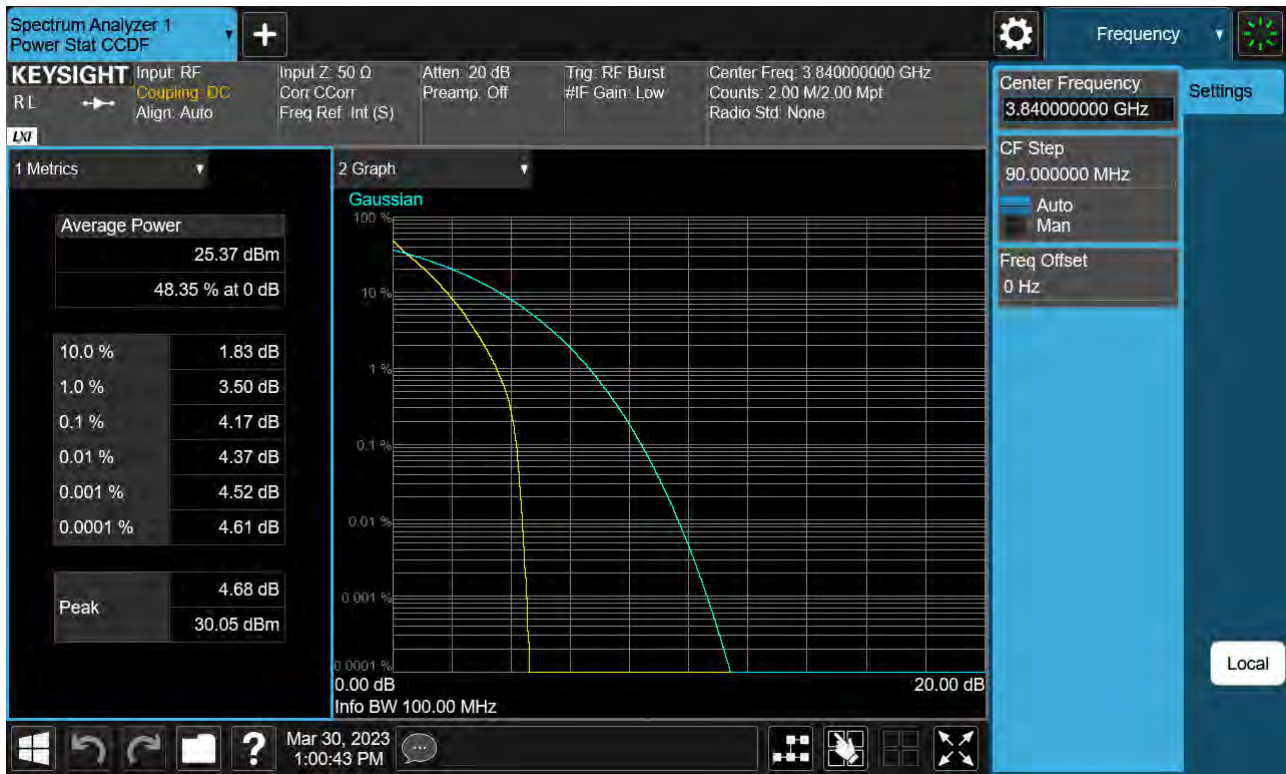 Spectrum Analyzer 1
Power Stat CCDF
Frequency
KEYSIGHT
RL
LXI
Input: RF
Coupling: DC
Align: Auto
Input Z: 50 Ω
Corr CCorr
Freq Ref: Int (S)
Atten: 20 dB
Preamp: Off
Trig: RF Burst
#IF Gain: Low
Center Freq: 3.840000000 GHz
Counts: 2.00 M/2.00 Mpt
Radio Std: None
Center Frequency
3.840000000 GHz
Settings
CF Step
90.000000 MHz
Auto
Man
Freq Offset
0 Hz
Local
1 Metrics
Average Power
25.37 dBm
48.35 % at 0 dB
10.0 % 1.83 dB
1.0 % 3.50 dB
0.1 % 4.17 dB
0.01 % 4.37 dB
0.001 % 4.52 dB
0.0001 % 4.61 dB
Peak
4.68 dB
30.05 dBm
2 Graph
Gaussian
100 %
10 %
1 %
0.1 %
0.01 %
0.001 %
0.0001 %
0.00 dB 20.00 dB
Info BW 100.00 MHz
?
Mar 30, 2023
1:00:43 PM